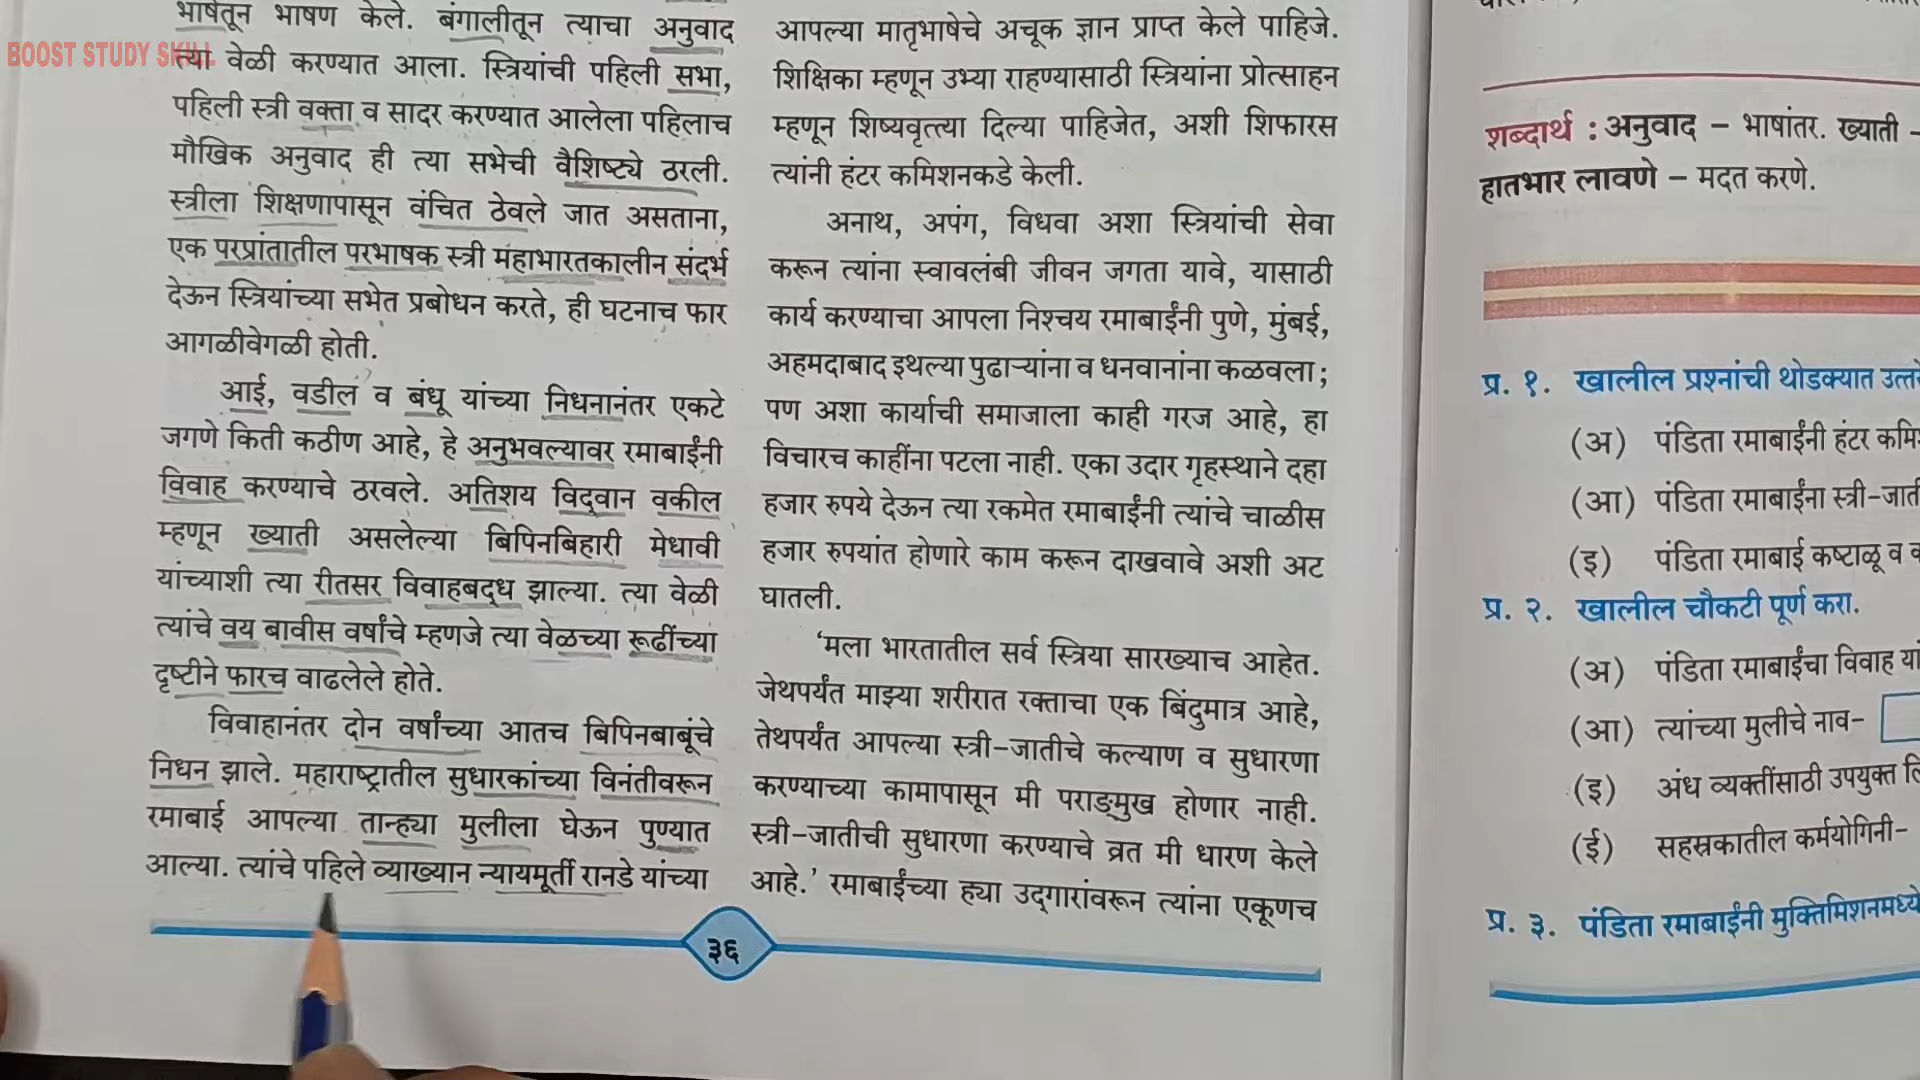 BOOST STUDY SKILL
भाषेतून भाषण केले. बंगालीतून त्याचा अनुवाद
त्या वेळी करण्यात आला. स्त्रियांची पहिली सभा,
पहिली स्त्री वक्ता व सादर करण्यात आलेला पहिलाच
मौखिक अनुवाद ही त्या सभेची वैशिष्ट्ये ठरली.
स्त्रीला शिक्षणापासून वंचित ठेवले जात असताना,
एक परप्रांतातील परभाषक स्त्री महाभारतकालीन संदर्भ
देऊन स्त्रियांच्या सभेत प्रबोधन करते, ही घटनाच फार
आगळीवेगळी होती.
आई, वडील व बंधू यांच्या निधनानंतर एकटे
जगणे किती कठीण आहे, हे अनुभवल्यावर रमाबाईंनी
विवाह करण्याचे ठरवले. अतिशय विद्वान वकील
म्हणून ख्याती असलेल्या बिपिनबिहारी मेधावी
यांच्याशी त्या रीतसर विवाहबद्ध झाल्या. त्या वेळी
त्यांचे वय बावीस वर्षांचे म्हणजे त्या वेळच्या रूढींच्या
दृष्टीने फारच वाढलेले होते.
विवाहानंतर दोन वर्षांच्या आतच बिपिनबाबूंचे
निधन झाले. महाराष्ट्रातील सुधारकांच्या विनंतीवरून
रमाबाई आपल्या तान्ह्या मुलीला घेऊन पुण्यात
आल्या. त्यांचे पहिले व्याख्यान न्यायमूर्ती रानडे यांच्या
आपल्या मातृभाषेचे अचूक ज्ञान प्राप्त केले पाहिजे.
शिक्षिका म्हणून उभ्या राहण्यासाठी स्त्रियांना प्रोत्साहन
म्हणून शिष्यवृत्त्या दिल्या पाहिजेत, अशी शिफारस
त्यांनी हंटर कमिशनकडे केली.
अनाथ, अपंग, विधवा अशा स्त्रियांची सेवा
करून त्यांना स्वावलंबी जीवन जगता यावे, यासाठी
कार्य करण्याचा आपला निश्चय रमाबाईंनी पुणे, मुंबई,
अहमदाबाद इथल्या पुढाऱ्यांना व धनवानांना कळवला;
पण अशा कार्याची समाजाला काही गरज आहे, हा
विचारच काहींना पटला नाही. एका उदार गृहस्थाने दहा
हजार रुपये देऊन त्या रकमेत रमाबाईंनी त्यांचे चाळीस
हजार रुपयांत होणारे काम करून दाखवावे अशी अट
घातली.
‘मला भारतातील सर्व स्त्रिया सारख्याच आहेत.
जेथपर्यंत माझ्या शरीरात रक्ताचा एक बिंदुमात्र आहे,
तेथपर्यंत आपल्या स्त्री-जातीचे कल्याण व सुधारणा
करण्याच्या कामापासून मी पराङ्मुख होणार नाही.
स्त्री-जातीची सुधारणा करण्याचे व्रत मी धारण केले
आहे.’ रमाबाईंच्या ह्या उद्गारांवरून त्यांना एकूणच
३६
शब्दार्थ : अनुवाद – भाषांतर. ख्याती –
हातभार लावणे – मदत करणे.
प्र. १. खालील प्रश्नांची थोडक्यात
(अ) पंडिता रमाबाईंनी हंटर
(आ) पंडिता रमाबाईंना स्त्री-जाती
(इ) पंडिता रमाबाई कष्टाळू व
प्र. २. खालील चौकटी पूर्ण करा.
(अ) पंडिता रमाबाईंचा विवाह
(आ) त्यांच्या मुलीचे नाव-
(इ) अंध व्यक्तींसाठी उपयुक्त
(ई) सहस्रकातील कर्मयोगिनी-
प्र. ३. पंडिता रमाबाईंनी मुक्तिमिशनमध्ये